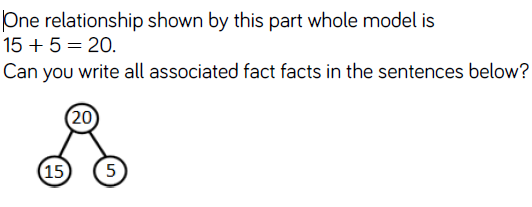 One relationship shown by this part whole model is
15 + 5 = 20.
Can you write all associated fact facts in the sentences below?
20
15 5